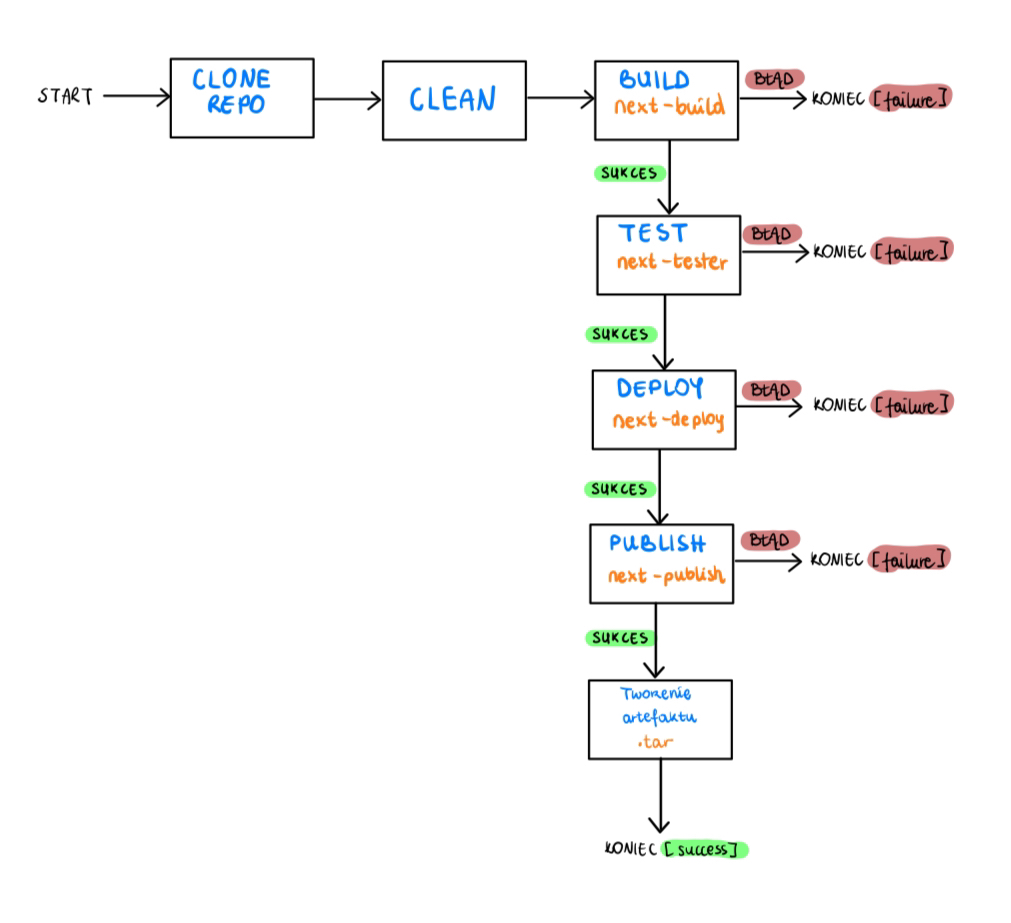 START
CLONE
REPO
CLEAN
BUILD
next-build
BŁĄD
KONIEC [failure]
SUKCES
TEST
next-tester
BŁĄD
KONIEC [failure]
SUKCES
DEPLOY
next-deploy
BŁĄD
KONIEC [failure]
SUKCES
PUBLISH
next-publish
BŁĄD
KONIEC [failure]
SUKCES
Tworzenie
artefaktu
.tar
KONIEC [success]